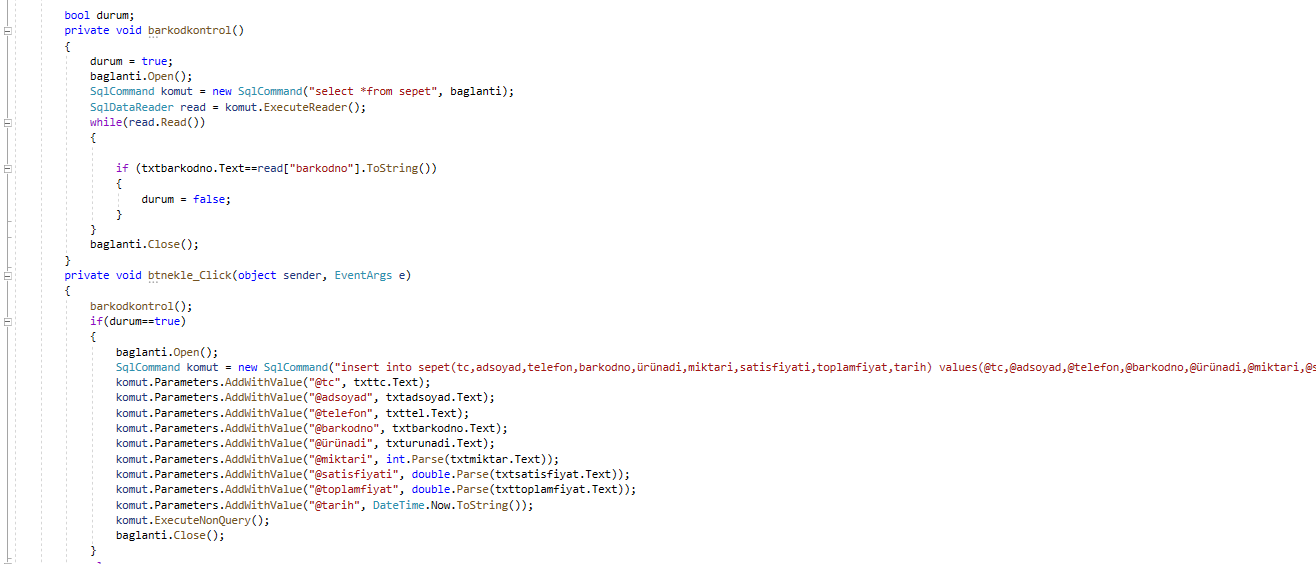 bool durum;
private void barkodkontrol()
{
durum = true;
baglanti.Open();
SqlCommand komut = new SqlCommand("select *from sepet", baglanti);
SqlDataReader read = komut.ExecuteReader();
while(read.Read())
{
if (txtbarkodno.Text==read["barkodno"].ToString())
{
durum = false;
}
}
baglanti.Close();
}
private void btnekle_Click(object sender, EventArgs e)
{
barkodkontrol();
if(durum==true)
{
baglanti.Open();
SqlCommand komut = new SqlCommand("insert into sepet(tc,adsoyad,telefon,barkodno,ürünadi,miktari,satisfiyati,toplamfiyat,tarih) values(@tc,@adsoyad,@telefon,@barkodno,@ürünadi,@miktari,@s
komut.Parameters.AddWithValue("@tc", txttc.Text);
komut.Parameters.AddWithValue("@adsoyad", txtadsoyad.Text);
komut.Parameters.AddWithValue("@telefon", txttel.Text);
komut.Parameters.AddWithValue("@barkodno", txtbarkodno.Text);
komut.Parameters.AddWithValue("@ürünadi", txturunadi.Text);
komut.Parameters.AddWithValue("@miktari", int.Parse(txtmiktar.Text));
komut.Parameters.AddWithValue("@satisfiyati", double.Parse(txtsatisfiyat.Text));
komut.Parameters.AddWithValue("@toplamfiyat", double.Parse(txttoplamfiyat.Text));
komut.Parameters.AddWithValue("@tarih", DateTime.Now.ToString());
komut.ExecuteNonQuery();
baglanti.Close();
}